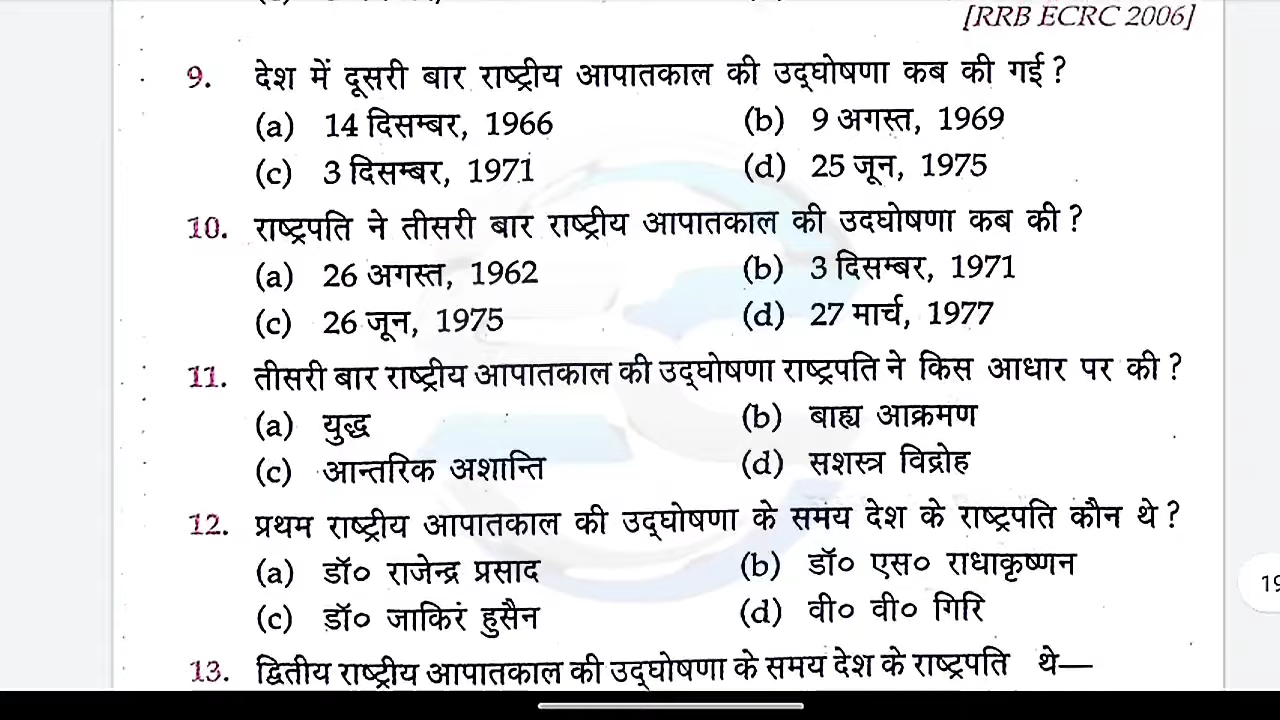 [RRB ECRC 2006]
9. देश में दूसरी बार राष्ट्रीय आपातकाल की उद्घोषणा कब की गई ?
(a) 14 दिसम्बर, 1966 (b) 9 अगस्त, 1969
(c) 3 दिसम्बर, 1971 (d) 25 जून, 1975
10. राष्ट्रपति ने तीसरी बार राष्ट्रीय आपातकाल की उदघोषणा कब की ?
(a) 26 अगस्त, 1962 (b) 3 दिसम्बर, 1971
(c) 26 जून, 1975 (d) 27 मार्च, 1977
11. तीसरी बार राष्ट्रीय आपातकाल की उद्घोषणा राष्ट्रपति ने किस आधार पर की ?
(a) युद्ध (b) बाह्य आक्रमण
(c) आन्तरिक अशान्ति (d) सशस्त्र विद्रोह
12. प्रथम राष्ट्रीय आपातकाल की उद्घोषणा के समय देश के राष्ट्रपति कौन थे ?
(a) डॉ० राजेन्द्र प्रसाद (b) डॉ० एस० राधाकृष्णन
(c) डॉ० जाकिर हुसैन (d) वी० वी० गिरि
13. द्वितीय राष्ट्रीय आपातकाल की उद्घोषणा के समय देश के राष्ट्रपति थे—